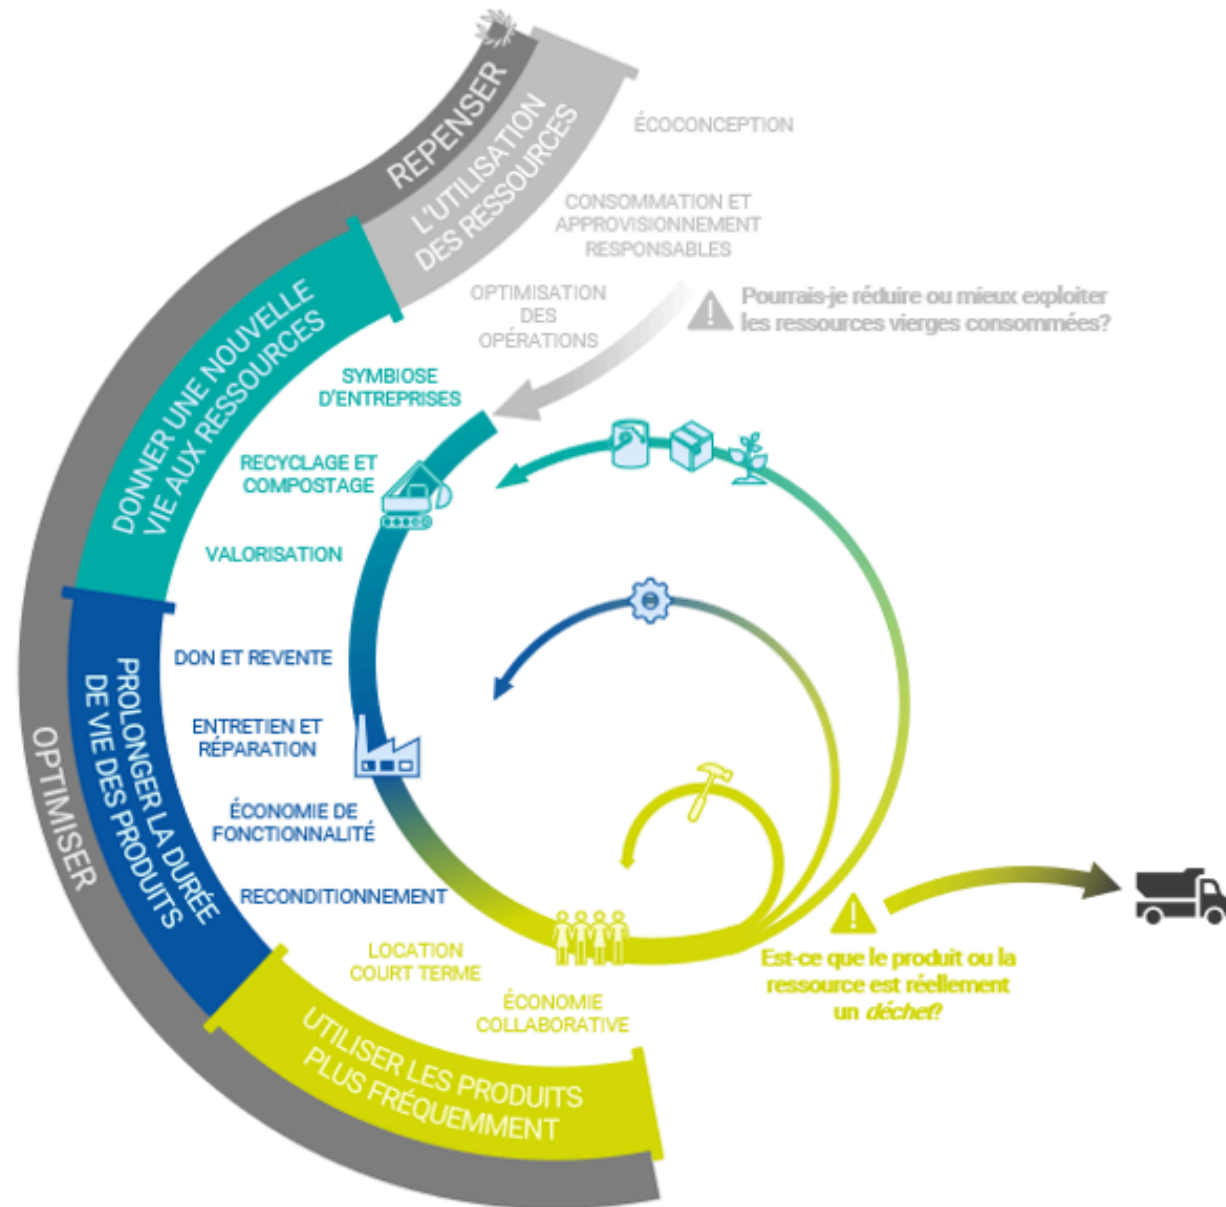 REPENSER
L'UTILISATION
DES RESSOURCES
ÉCOCONCEPTION
CONSOMMATION ET
APPROVISIONNEMENT
RESPONSABLES
OPTIMISATION
DES
OPÉRATIONS
Pourrais-je réduire ou mieux exploiter
les ressources vierges consommées?
DONNER UNE NOUVELLE
VIE AUX RESSOURCES
SYMBIOSE
D'ENTREPRISES
RECYCLAGE ET
COMPOSTAGE
VALORISATION
OPTIMISER
PROLONGER LA DURÉE
DE VIE DES PRODUITS
DON ET REVENTE
ENTRETIEN ET
RÉPARATION
ÉCONOMIE DE
FONCTIONNALITÉ
RECONDITIONNEMENT
UTILISER LES PRODUITS
PLUS FRÉQUEMMENT
LOCATION
COURT TERME
ÉCONOMIE
COLLABORATIVE
Est-ce que le produit ou la
ressource est réellement
un déchet?